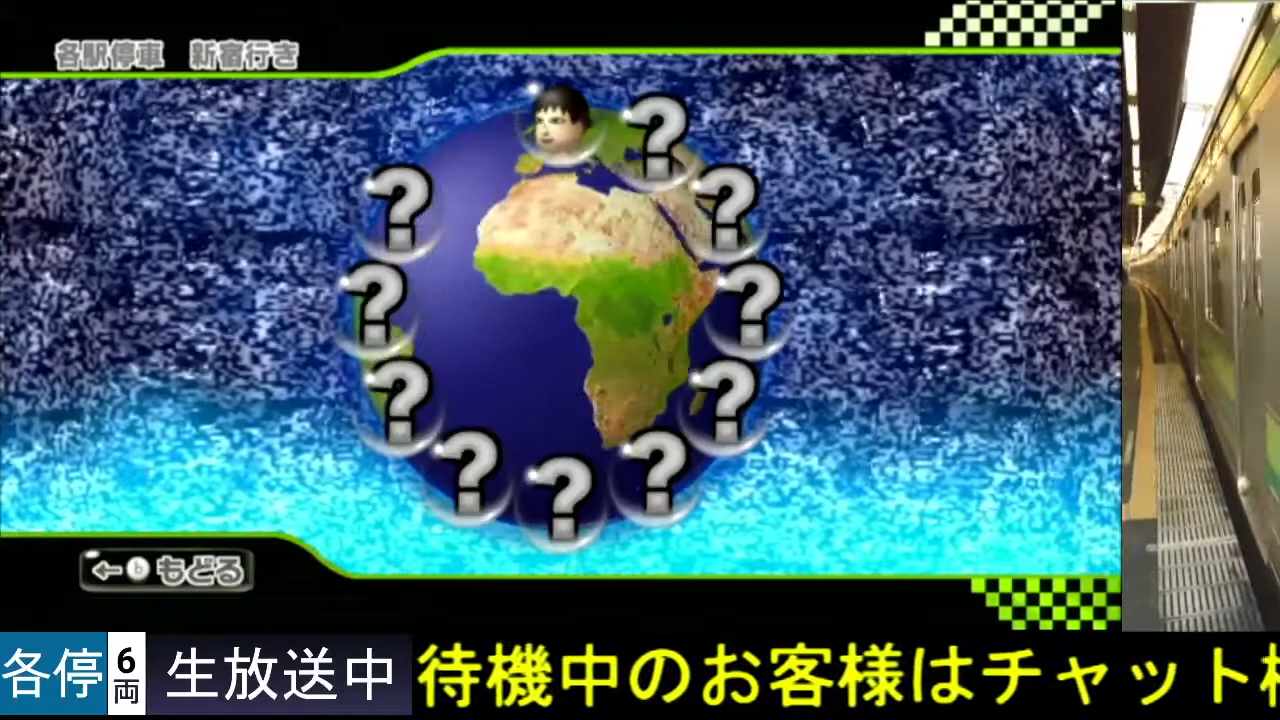 各駅停車 新宿行き
? ? ? ? ? ? ? ? ? ?
←b もどる
各停 6両 生放送中 待機中のお客様はチャット